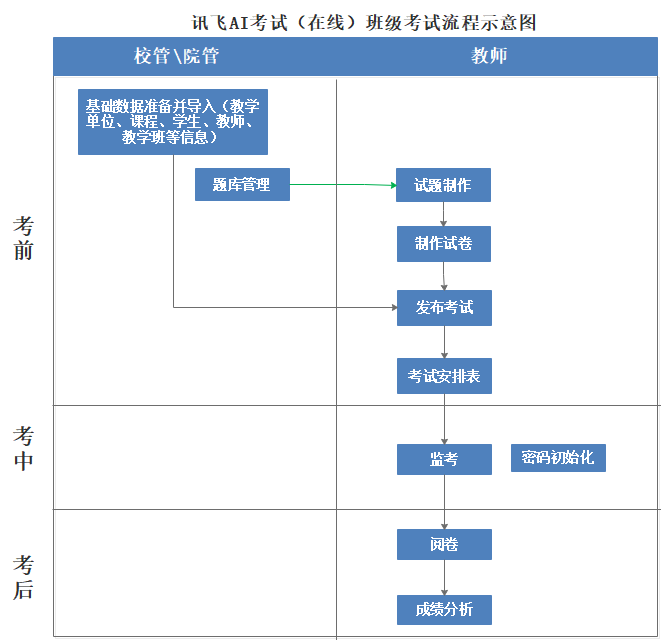 讯飞AI考试（在线）班级考试流程示意图
校管\院管
教师
基础数据准备并导入（教学
单位、课程、学生、教师、
教学班等信息）
题库管理
试题制作
考
前
制作试卷
发布考试
考试安排表
考
中
监考
密码初始化
考
后
阅卷
成绩分析